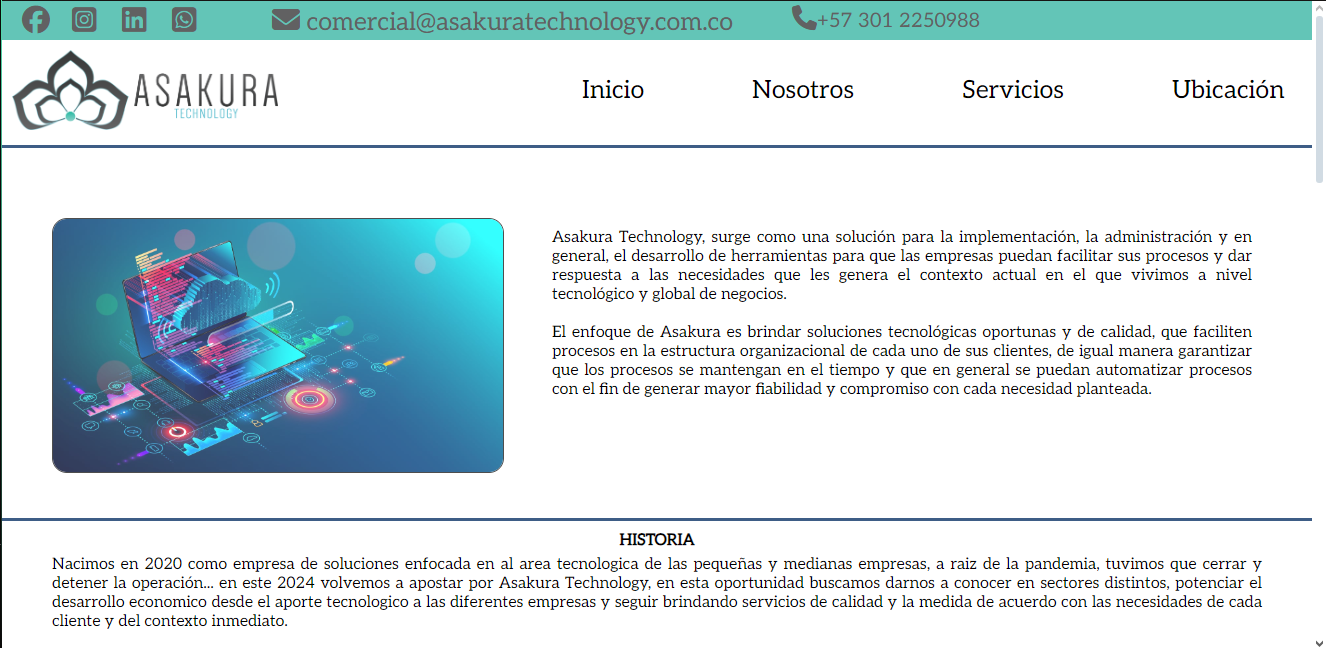 comercial@asakuratechnology.com.co
+57 301 2250988
ASAKURA
TECHNOLOGY
Inicio
Nosotros
Servicios
Ubicación
Asakura Technology, surge como una solución para la implementación, la administración y en
general, el desarrollo de herramientas para que las empresas puedan facilitar sus procesos y dar
respuesta a las necesidades que les genera el contexto actual en el que vivimos a nivel
tecnológico y global de negocios.
El enfoque de Asakura es brindar soluciones tecnológicas oportunas y de calidad, que faciliten
procesos en la estructura organizacional de cada uno de sus clientes, de igual manera garantizar
que los procesos se mantengan en el tiempo y que en general se puedan automatizar procesos
con el fin de generar mayor fiabilidad y compromiso con cada necesidad planteada.
HISTORIA
Nacimos en 2020 como empresa de soluciones enfocada en al area tecnologica de las pequeñas y medianas empresas, a raiz de la pandemia, tuvimos que cerrar y
detener la operación... en este 2024 volvemos a apostar por Asakura Technology, en esta oportunidad buscamos darnos a conocer en sectores distintos, potenciar el
desarrollo economico desde el aporte tecnologico a las diferentes empresas y seguir brindando servicios de calidad y la medida de acuerdo con las necesidades de cada
cliente y del contexto inmediato.